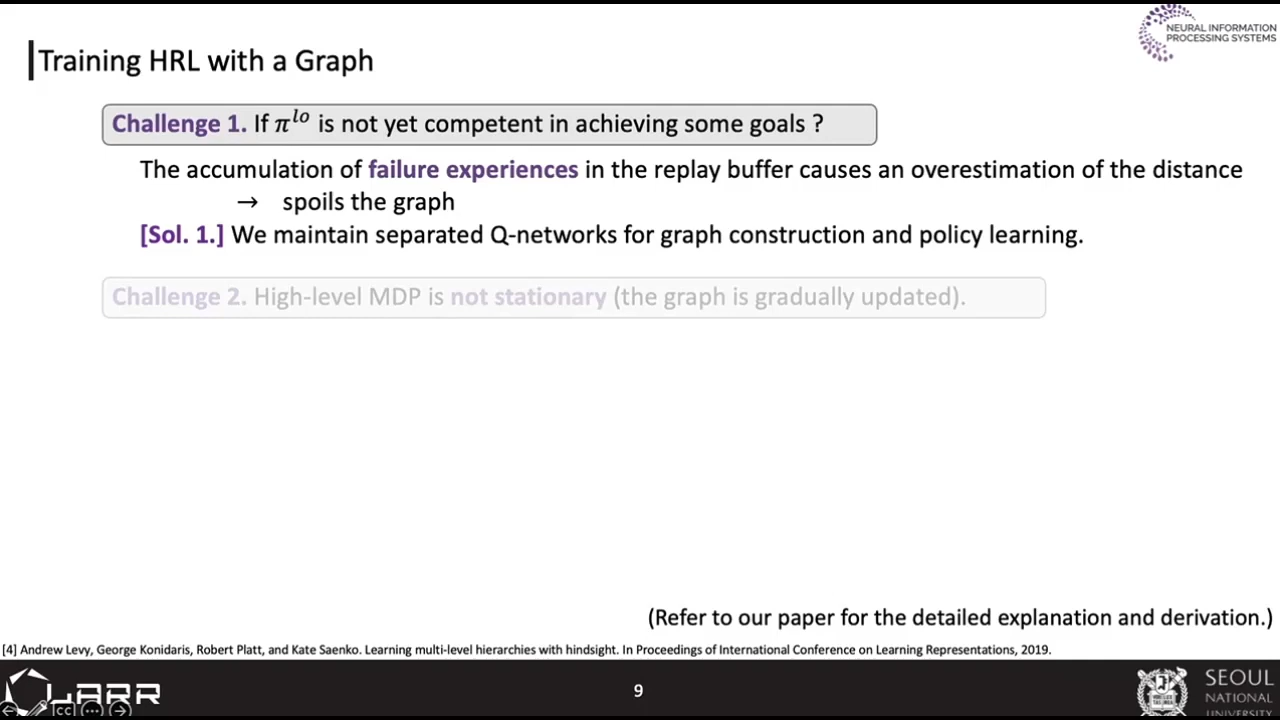 NEURAL INFORMATION
PROCESSING SYSTEMS
Training HRL with a Graph
Challenge 1. If π^lo is not yet competent in achieving some goals ?
The accumulation of failure experiences in the replay buffer causes an overestimation of the distance
→ spoils the graph
[Sol. 1.] We maintain separated Q-networks for graph construction and policy learning.
Challenge 2. High-level MDP is not stationary (the graph is gradually updated).
(Refer to our paper for the detailed explanation and derivation.)
[4] Andrew Levy, George Konidaris, Robert Platt, and Kate Saenko. Learning multi-level hierarchies with hindsight. In Proceedings of International Conference on Learning Representations, 2019.
LARR
9
SEOUL
NATIONAL
UNIVERSITY